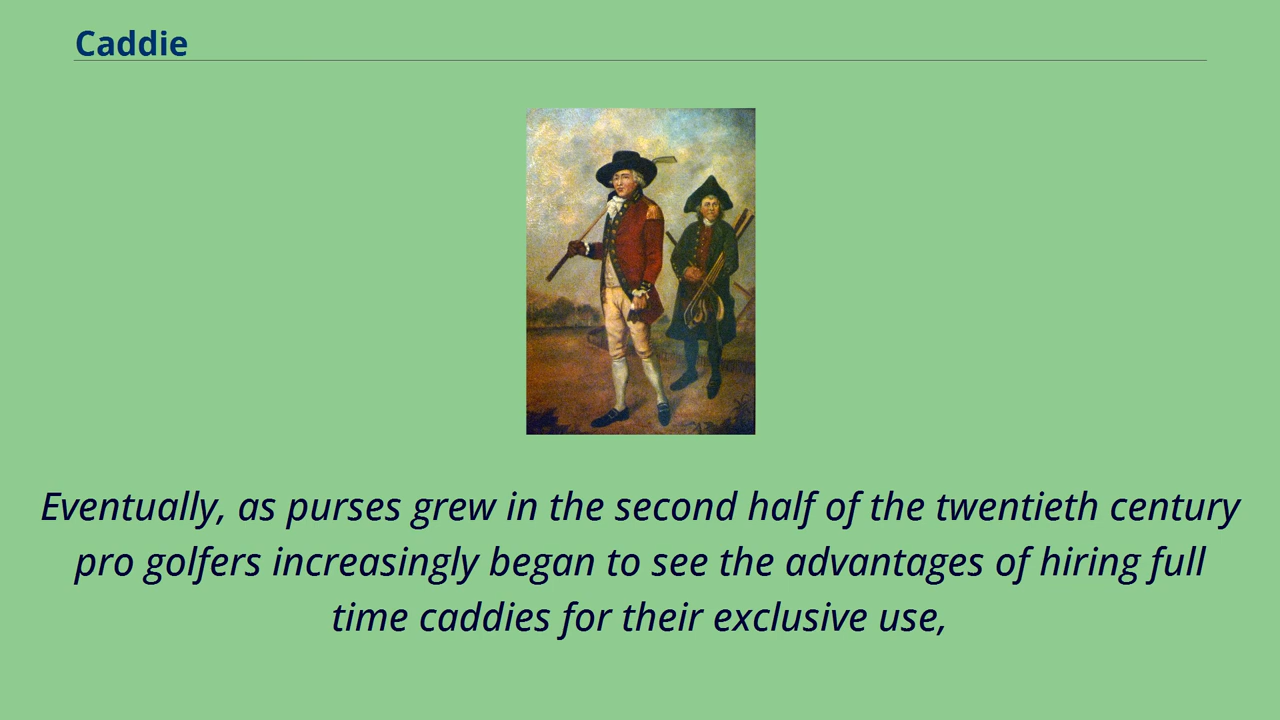 Caddie
Eventually, as purses grew in the second half of the twentieth century
pro golfers increasingly began to see the advantages of hiring full
time caddies for their exclusive use,